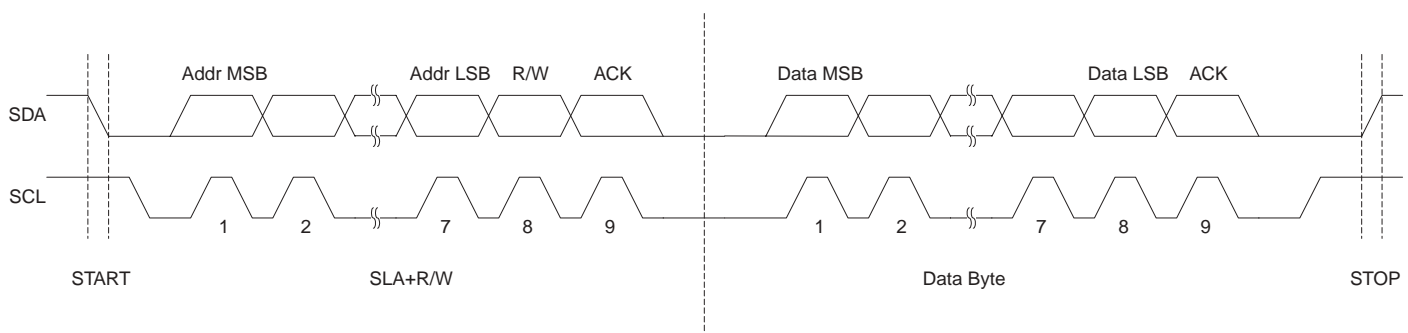 Addr MSB Addr LSB R/W ACK Data MSB Data LSB ACK
SDA
SCL
1 2 7 8 9 1 2 7 8 9
START SLA+R/W Data Byte STOP